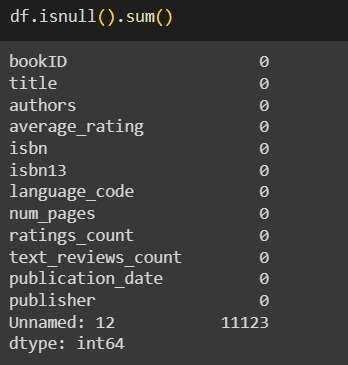 df.isnull().sum()
bookID 0
title 0
authors 0
average_rating 0
isbn 0
isbn13 0
language_code 0
num_pages 0
ratings_count 0
text_reviews_count 0
publication_date 0
publisher 0
Unnamed: 12 11123
dtype: int64